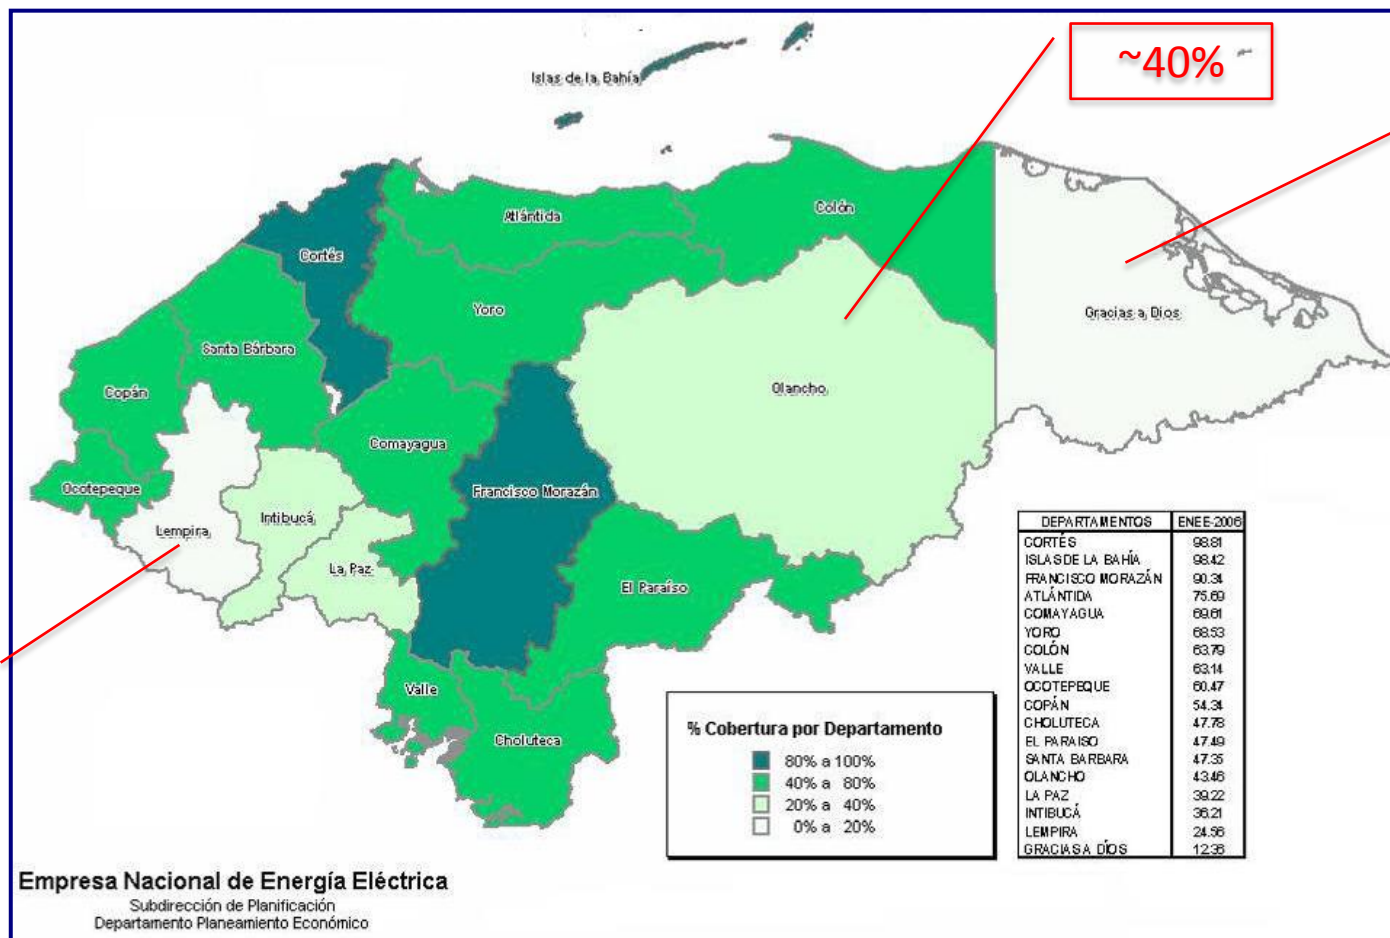 ~40%
Islas de la Bahía
Atlántida
Colón
Cortés
Yoro
Gracias a Dios
Santa Bárbara
Copán
Olancho
Comayagua
Ocotepeque
Francisco Morazán
Intibucá
Lempira
La Paz
El Paraíso
Valle
Choluteca
DEPARTAMENTOS ENEE-2006
CORTÉS 98.81
ISLAS DE LA BAHÍA 98.42
FRANCISCO MORAZÁN 90.34
ATLÁNTIDA 75.69
COMAYAGUA 69.61
YORO 68.53
COLÓN 63.79
VALLE 63.14
OCOTEPEQUE 60.47
COPÁN 54.34
CHOLUTECA 47.78
EL PARAISO 47.49
SANTA BARBARA 47.35
OLANCHO 43.46
LA PAZ 39.22
INTIBUCÁ 36.21
LEMPIRA 24.56
GRACIAS A DÍOS 12.36
% Cobertura por Departamento
80% a 100%
40% a 80%
20% a 40%
0% a 20%
Empresa Nacional de Energía Eléctrica
Subdirección de Planificación
Departamento Planeamiento Económico